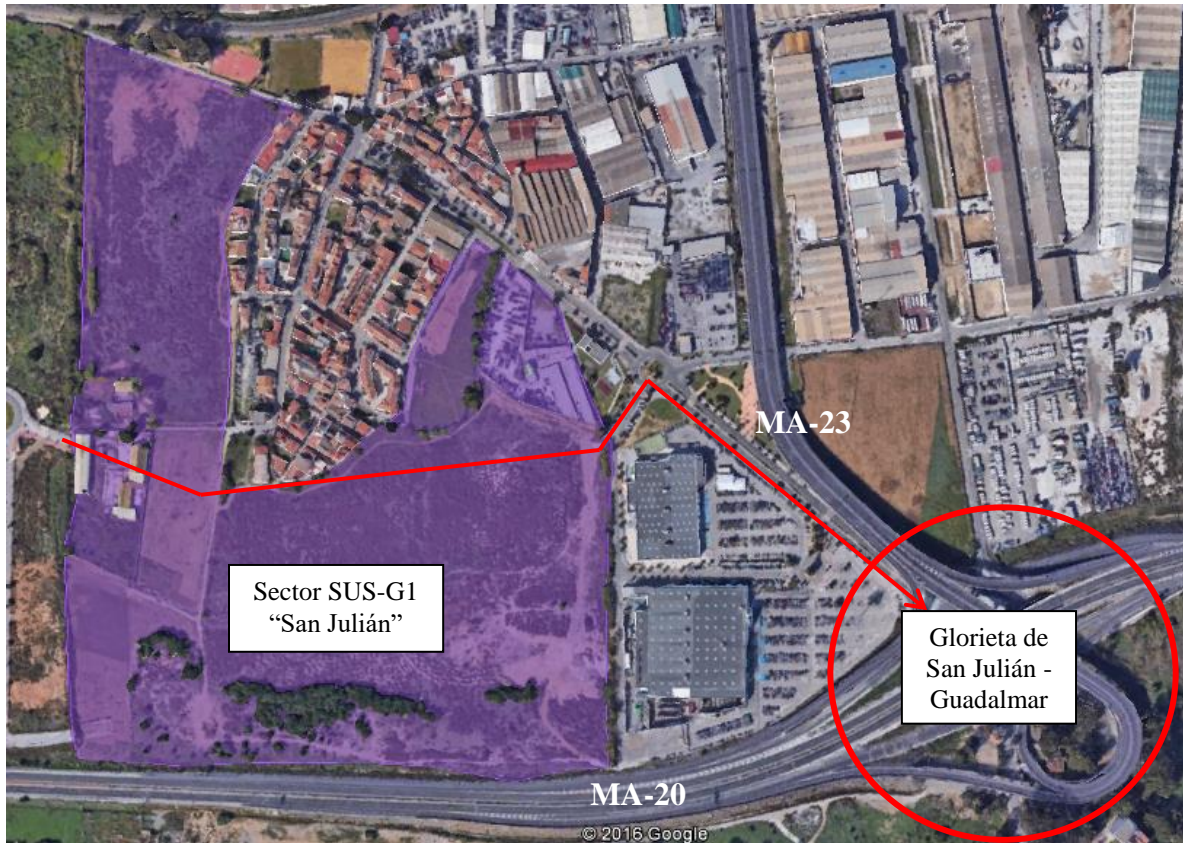 MA-23
Sector SUS-G1
“San Julián”
Glorieta de
San Julián -
Guadalmar
MA-20
© 2016 Google